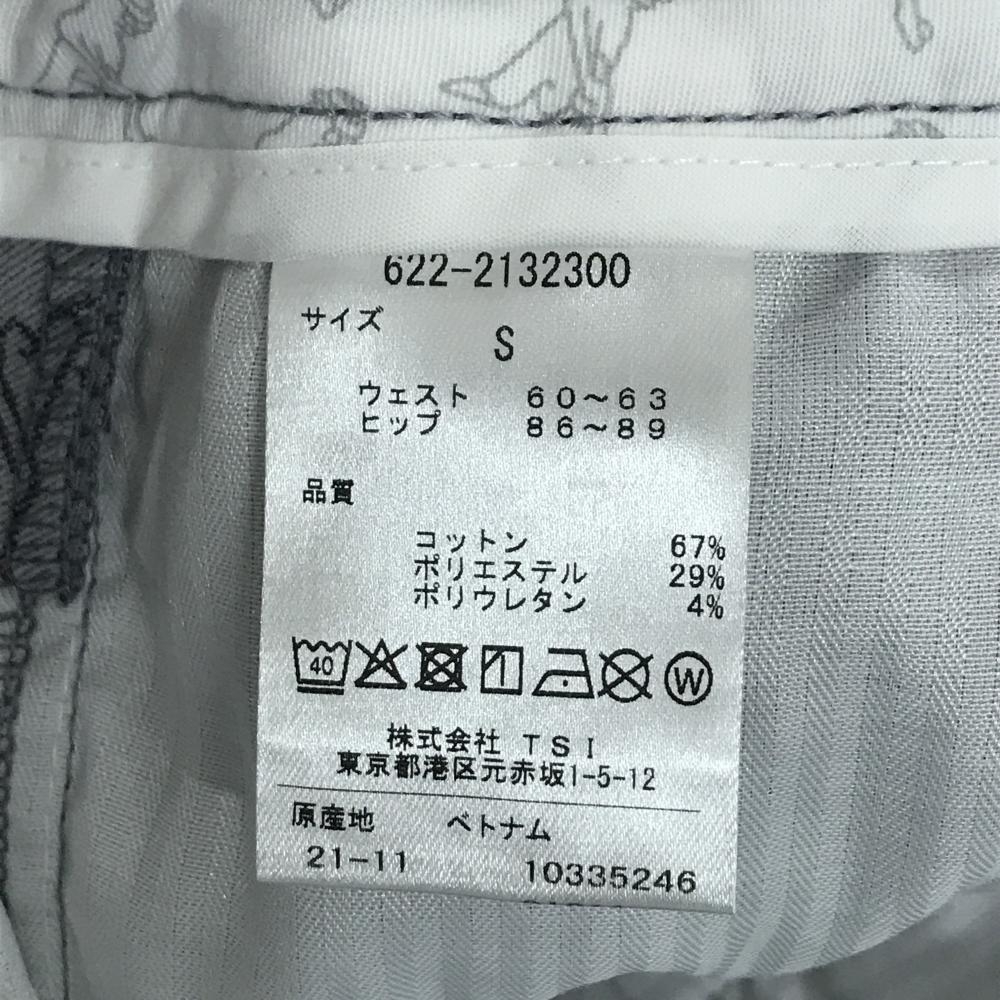 622-2132300
サイズ
S
ウェスト 60～63
ヒップ 86～89
品質
コットン 67%
ポリエステル 29%
ポリウレタン 4%
40 W
株式会社 TSI
東京都港区元赤坂1-5-12
原産地 ベトナム
21-11 10335246